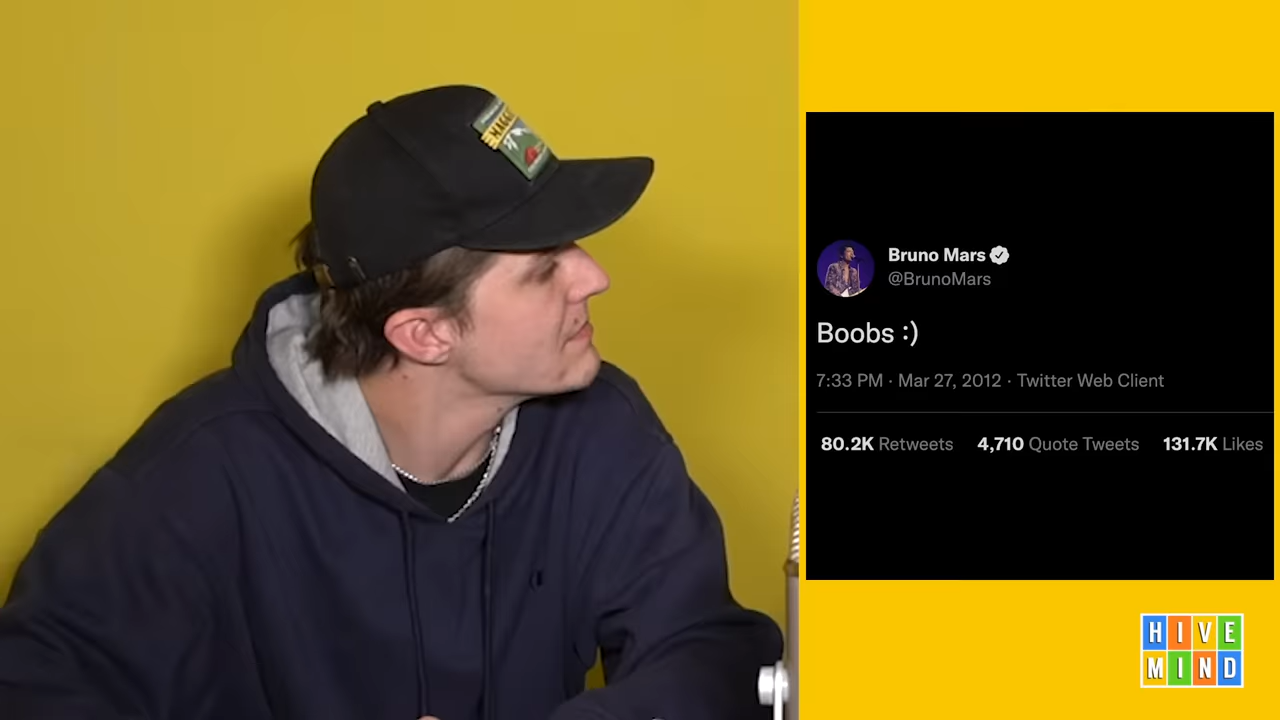 Bruno Mars
@BrunoMars
Boobs :)
7:33 PM · Mar 27, 2012 · Twitter Web Client
80.2K Retweets 4,710 Quote Tweets 131.7K Likes
HIVE
MIND